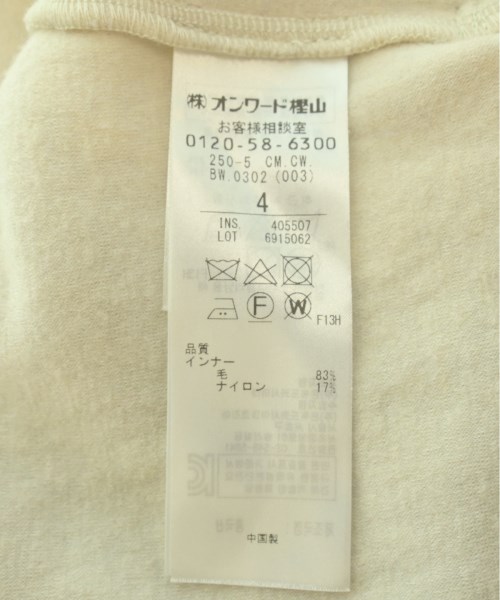 ㈱オンワード樫山
お客様相談室
0120-58-6300
250-5 CM.CW.
BW.0302 (003)
4
INS. 405507
LOT 6915062
F
W
F13H
品質
インナー
毛 83%
ナイロン 17%
中国製